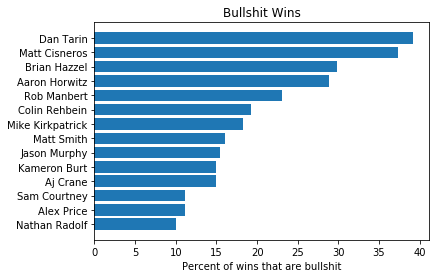 Bullshit Wins
Dan Tarin
Matt Cisneros
Brian Hazzel
Aaron Horwitz
Rob Manbert
Colin Rehbein
Mike Kirkpatrick
Matt Smith
Jason Murphy
Kameron Burt
Aj Crane
Sam Courtney
Alex Price
Nathan Radolf
0 5 10 15 20 25 30 35 40
Percent of wins that are bullshit